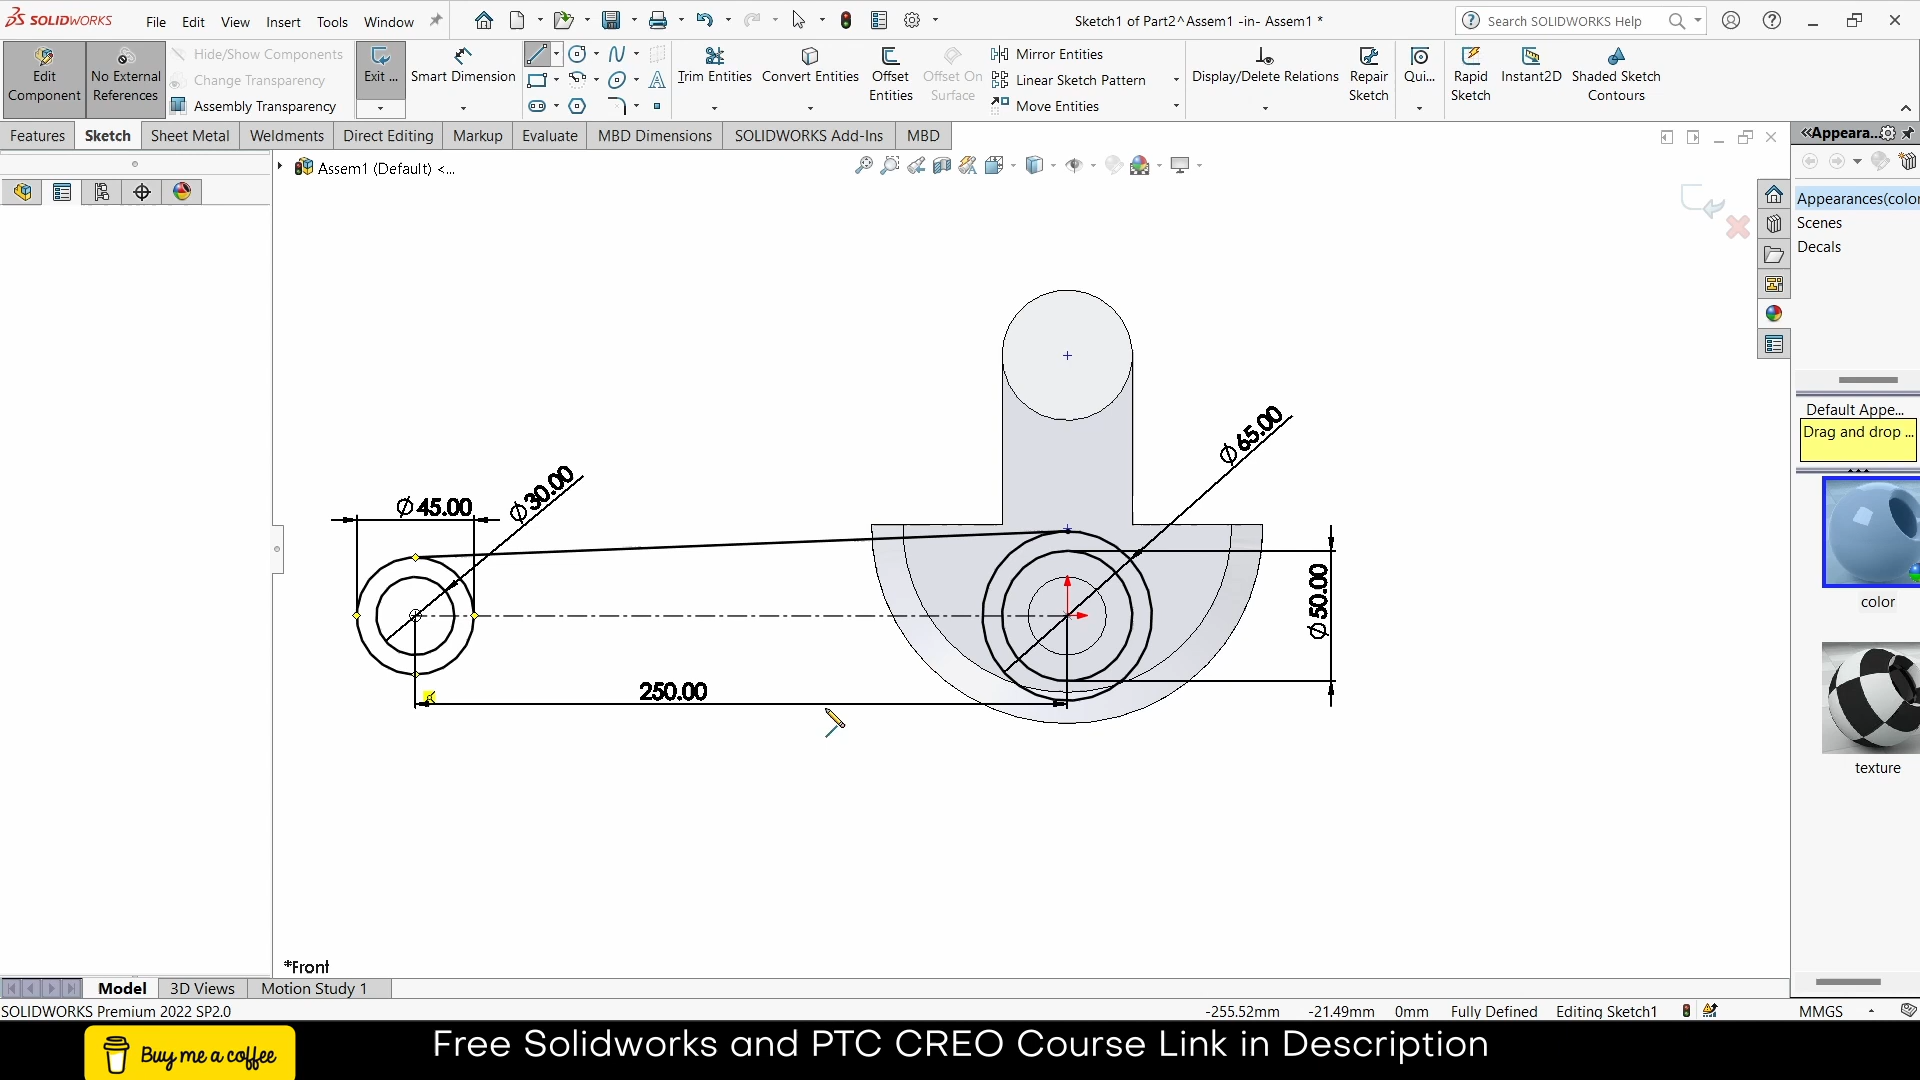 SOLIDWORKS
File Edit View Insert Tools Window
Sketch1 of Part2^Assem1 -in- Assem1 *
Search SOLIDWORKS Help
Edit Component
No External References
Hide/Show Components
Change Transparency
Assembly Transparency
Exit ...
Smart Dimension
Trim Entities
Convert Entities
Offset Entities
Offset On Surface
Mirror Entities
Linear Sketch Pattern
Move Entities
Display/Delete Relations
Repair Sketch
Qui...
Rapid Sketch
Instant2D
Shaded Sketch Contours
Features Sketch Sheet Metal Weldments Direct Editing Markup Evaluate MBD Dimensions SOLIDWORKS Add-Ins MBD
Appeara...
Assem1 (Default) <...
Appearances(color
Scenes
Decals
Default Appe...
Drag and drop ...
color
texture
Ø65.00
Ø30.00
Ø45.00
Ø50.00
250.00
*Front
Model 3D Views Motion Study 1
SOLIDWORKS Premium 2022 SP2.0
-255.52mm -21.49mm 0mm Fully Defined Editing Sketch1 MMGS
Buy me a coffee
Free Solidworks and PTC CREO Course Link in Description